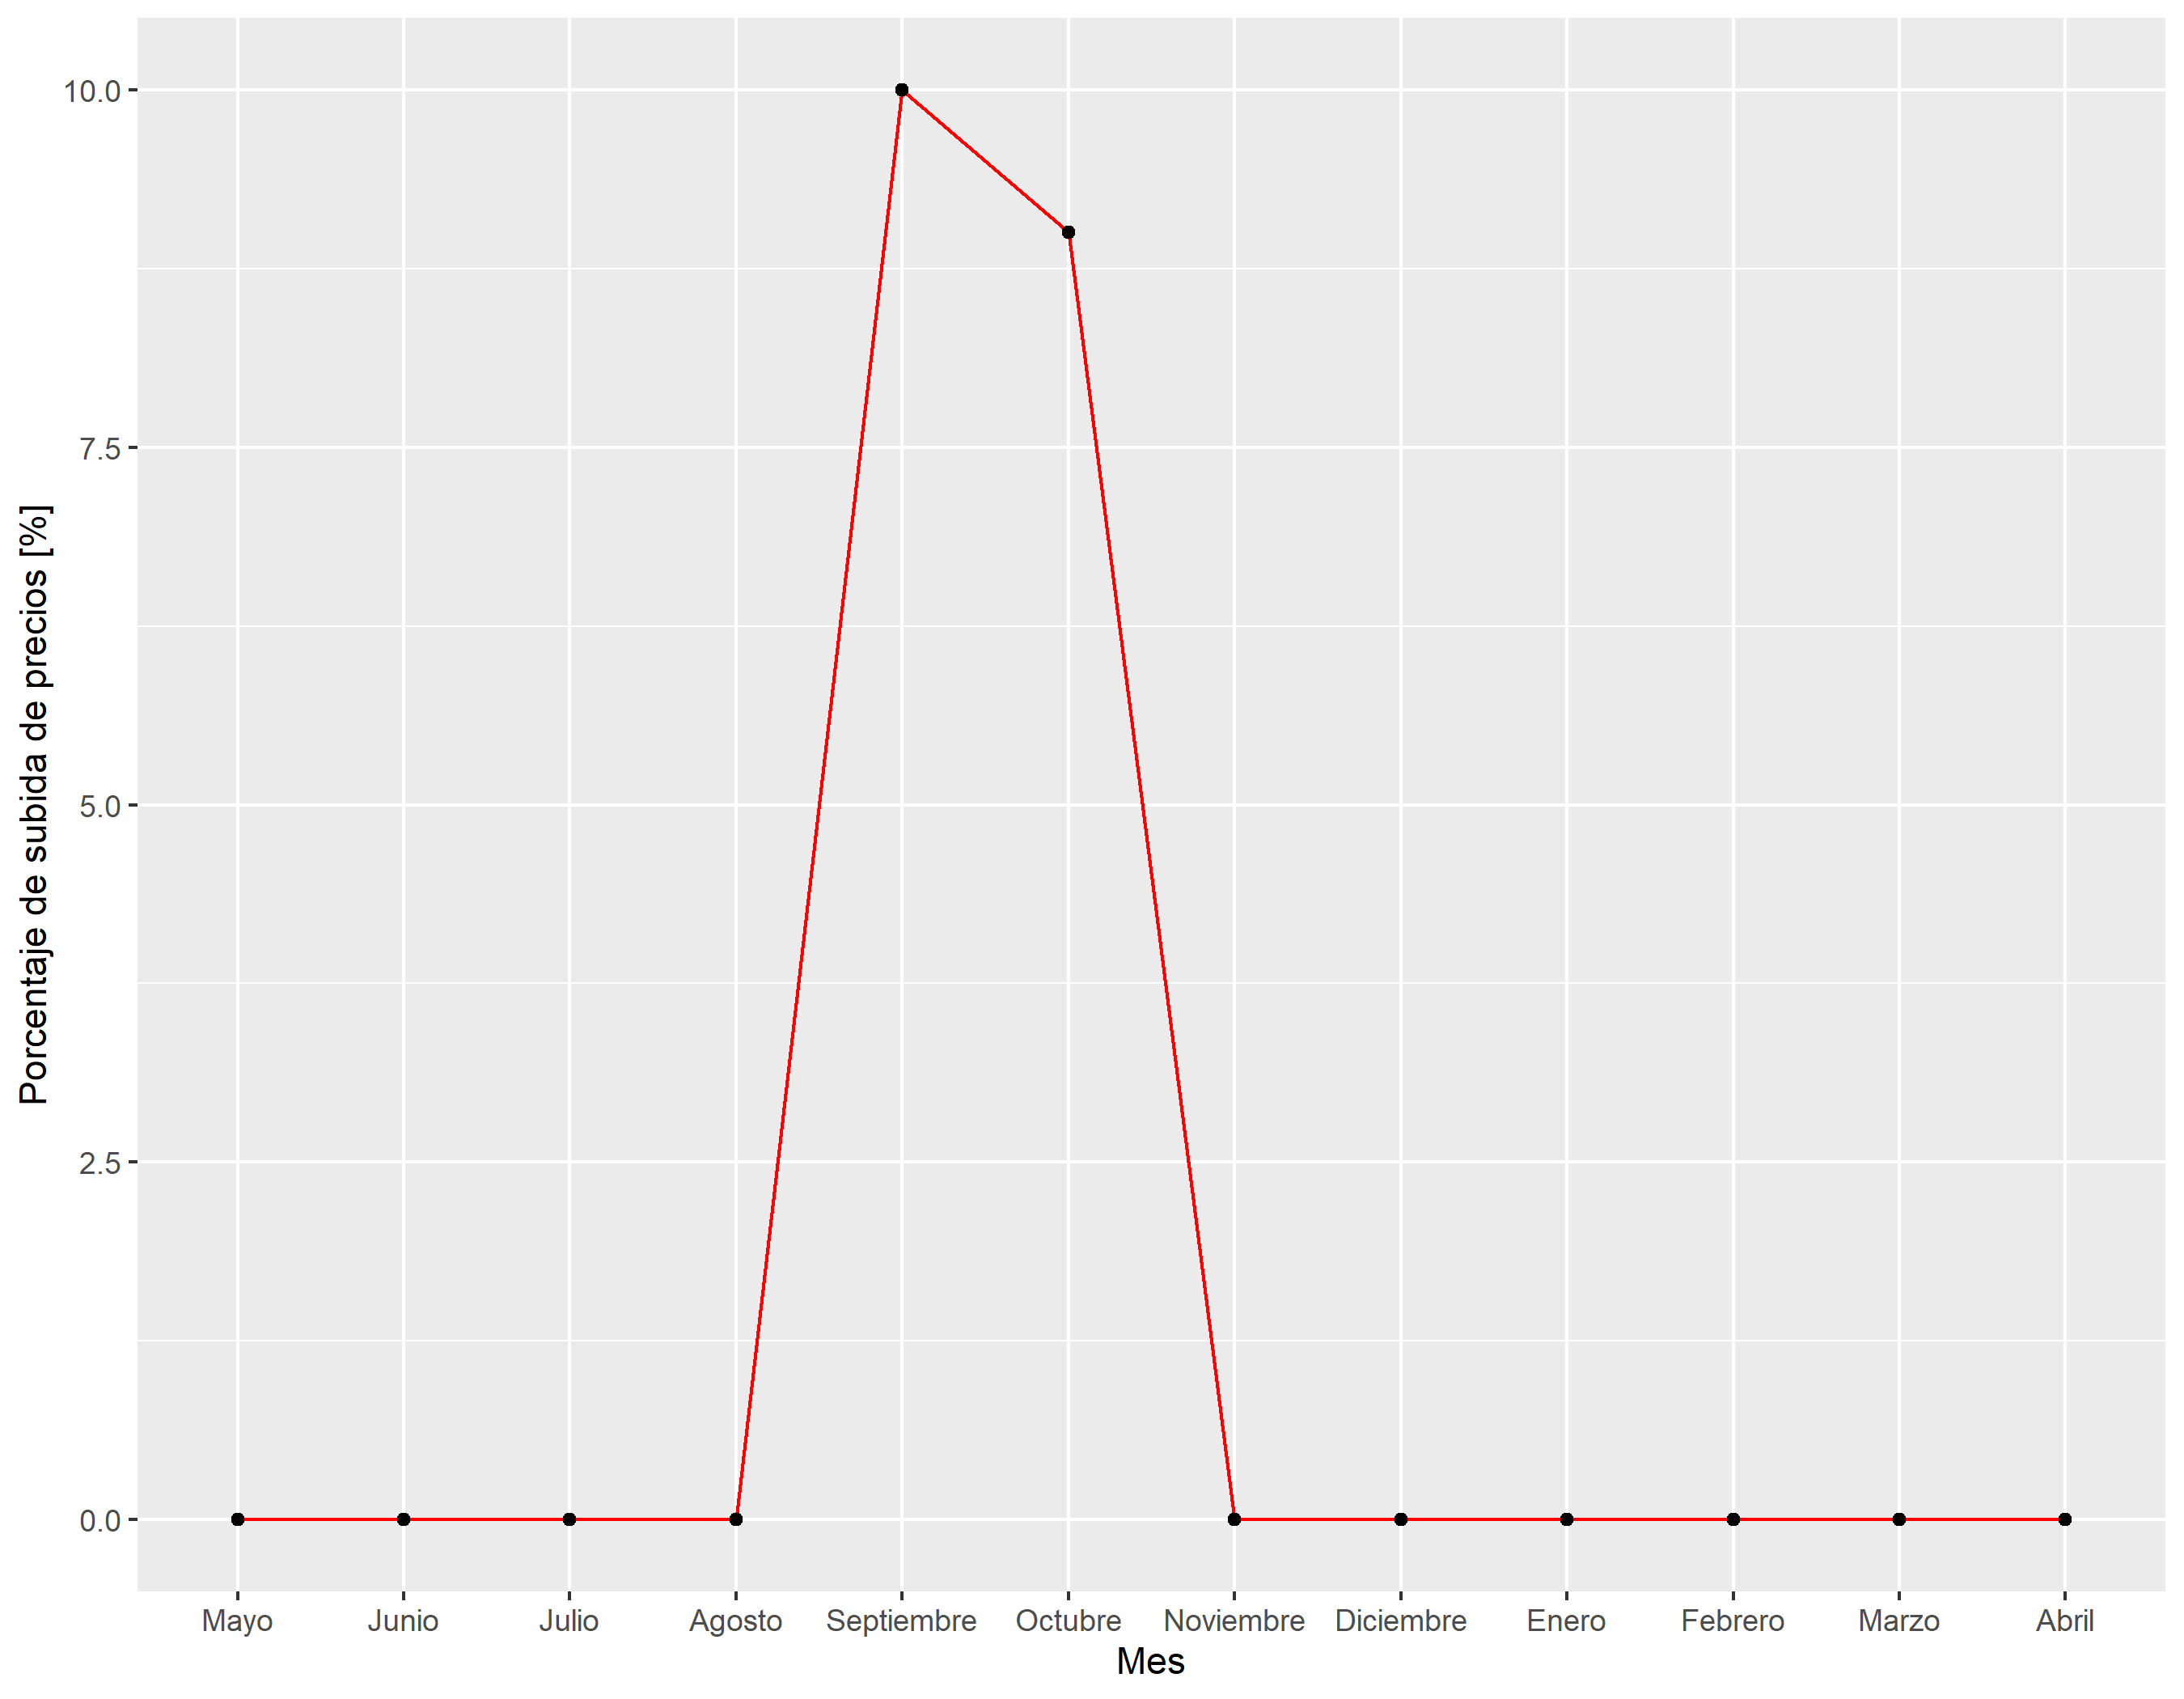 Porcentaje de subida de precios [%]
10.0
7.5
5.0
2.5
0.0
Mayo Junio Julio Agosto Septiembre Octubre Noviembre Diciembre Enero Febrero Marzo Abril
Mes